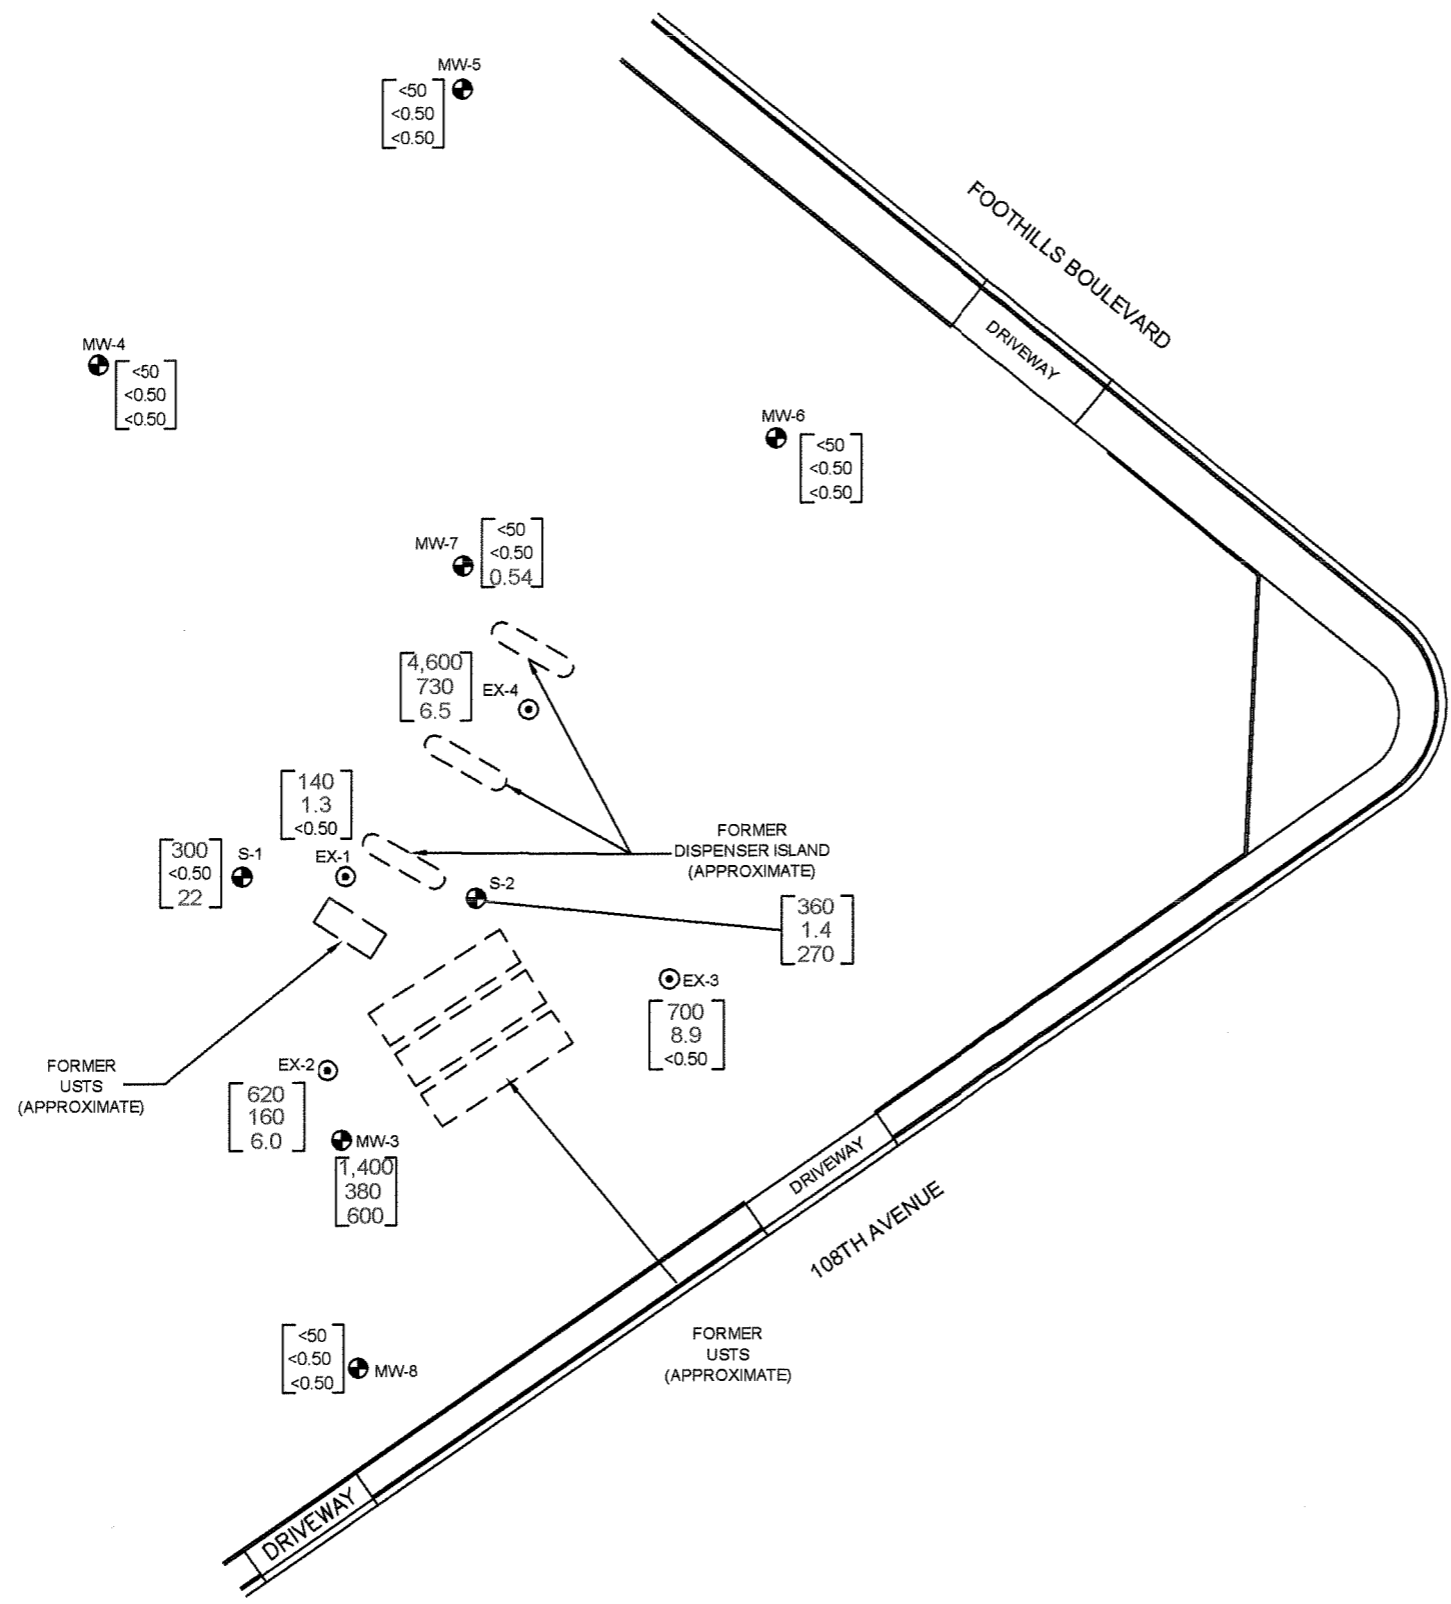 MW-5
<50
<0.50
<0.50
FOOTHILLS BOULEVARD
DRIVEWAY
MW-4
<50
<0.50
<0.50
MW-6
<50
<0.50
<0.50
MW-7
<50
<0.50
0.54
4,600
730
6.5
EX-4
140
1.3
<0.50
EX-1
300
<0.50
22
S-1
FORMER
DISPENSER ISLAND
(APPROXIMATE)
S-2
360
1.4
270
EX-3
700
8.9
<0.50
FORMER
USTS
(APPROXIMATE)
EX-2
620
160
6.0
MW-3
1,400
380
600
DRIVEWAY
108TH AVENUE
FORMER
USTS
(APPROXIMATE)
<50
<0.50
<0.50
MW-8
DRIVEWAY